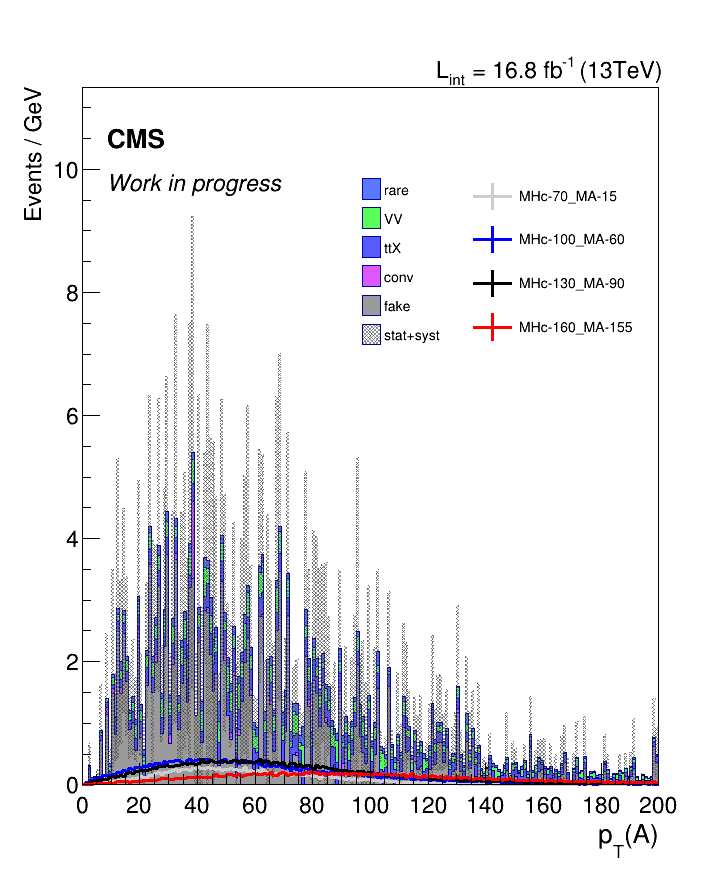 L_int = 16.8 fb^-1 (13TeV)
Events / GeV
CMS
Work in progress
rare
VV
ttX
conv
fake
stat+syst
MHc-70_MA-15
MHc-100_MA-60
MHc-130_MA-90
MHc-160_MA-155
10
8
6
4
2
0
0 20 40 60 80 100 120 140 160 180 200
p_T(A)